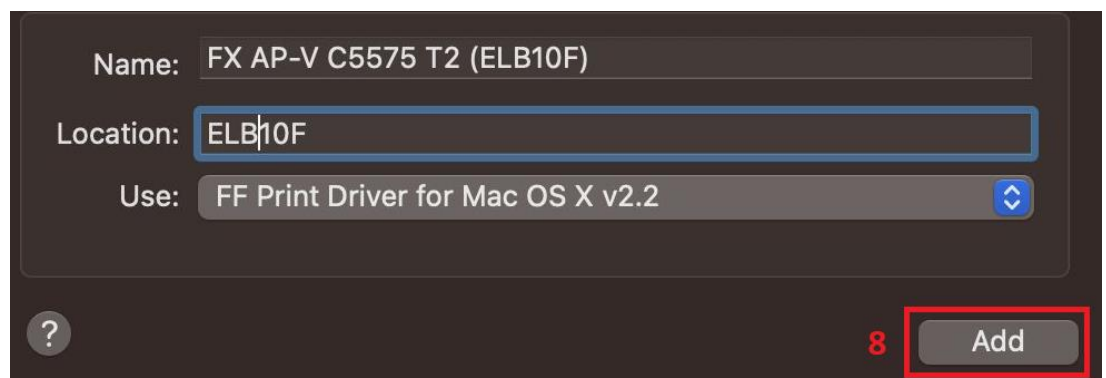 Name: FX AP-V C5575 T2 (ELB10F)
Location: ELB10F
Use: FF Print Driver for Mac OS X v2.2
? 8 Add